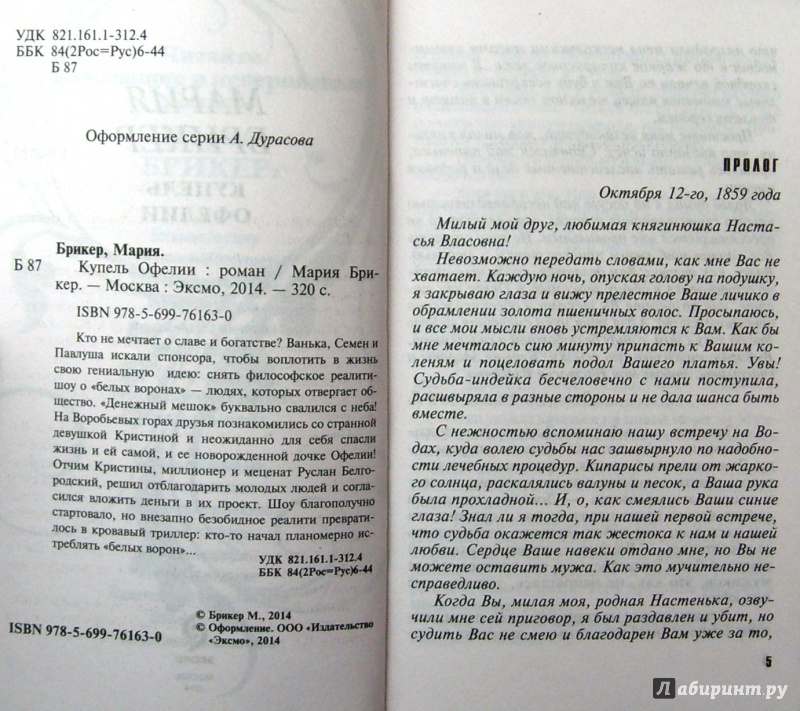 УДК 821.161.1-312.4
ББК 84(2Рос=Рус)6-44
Б 87
Оформление серии А. Дурасова
Брикер, Мария.
Б 87 Купель Офелии : роман / Мария Бри-
кер. — Москва : Эксмо, 2014. — 320 с.
ISBN 978-5-699-76163-0
Кто не мечтает о славе и богатстве? Ванька, Семен и
Павлуша искали спонсора, чтобы воплотить в жизнь
свою гениальную идею: снять философское реалити-
шоу о «белых воронах» — людях, которых отвергает об-
щество. «Денежный мешок» буквально свалился с неба!
На Воробьевых горах друзья познакомились со странной
девушкой Кристиной и неожиданно для себя спасли
жизнь и ей самой, и ее новорожденной дочке Офелии!
Отчим Кристины, миллионер и меценат Руслан Белго-
родский, решил отблагодарить молодых людей и согла-
сился вложить деньги в их проект. Шоу благополучно
стартовало, но внезапно безобидное реалити преврати-
лось в кровавый триллер: кто-то начал планомерно ис-
треблять «белых ворон»...
УДК 821.161.1-312.4
ББК 84(2Рос=Рус)6-44
© Брикер М., 2014
© Оформление. ООО «Издательство
«Эксмо», 2014
ISBN 978-5-699-76163-0
ПРОЛОГ
Октября 12-го, 1859 года
Милый мой друг, любимая княгинюшка Наста-
сья Власовна!
Невозможно передать словами, как мне Вас не
хватает. Каждую ночь, опуская голову на подушку,
я закрываю глаза и вижу прелестное Ваше личико в
обрамлении золота пшеничных волос. Просыпаюсь,
и все мои мысли вновь устремляются к Вам. Как бы
мне мечталось сию минуту припасть к Вашим ко-
леням и поцеловать подол Вашего платья. Увы!
Судьба-индейка бесчеловечно с нами поступила,
расшвыряла в разные стороны и не дала шанса быть
вместе.
С нежностью вспоминаю нашу встречу на Во-
дах, куда волею судьбы нас зашвырнуло по надобно-
сти лечебных процедур. Кипарисы прели от жарко-
го солнца, раскалялись валуны и песок, а Ваша рука
была прохладной... И, о, как смеялись Ваши синие
глаза! Знал ли я тогда, при нашей первой встрече,
что судьба окажется так жестока к нам и нашей
любви. Сердце Ваше навеки отдано мне, но Вы не
можете оставить мужа. Как это мучительно не-
справедливо.
Когда Вы, милая моя, родная Настенька, озву-
чили мне сей приговор, я был раздавлен и убит, но
судить Вас не смею и благодарен Вам уже за то,
5
Лабиринт.ру